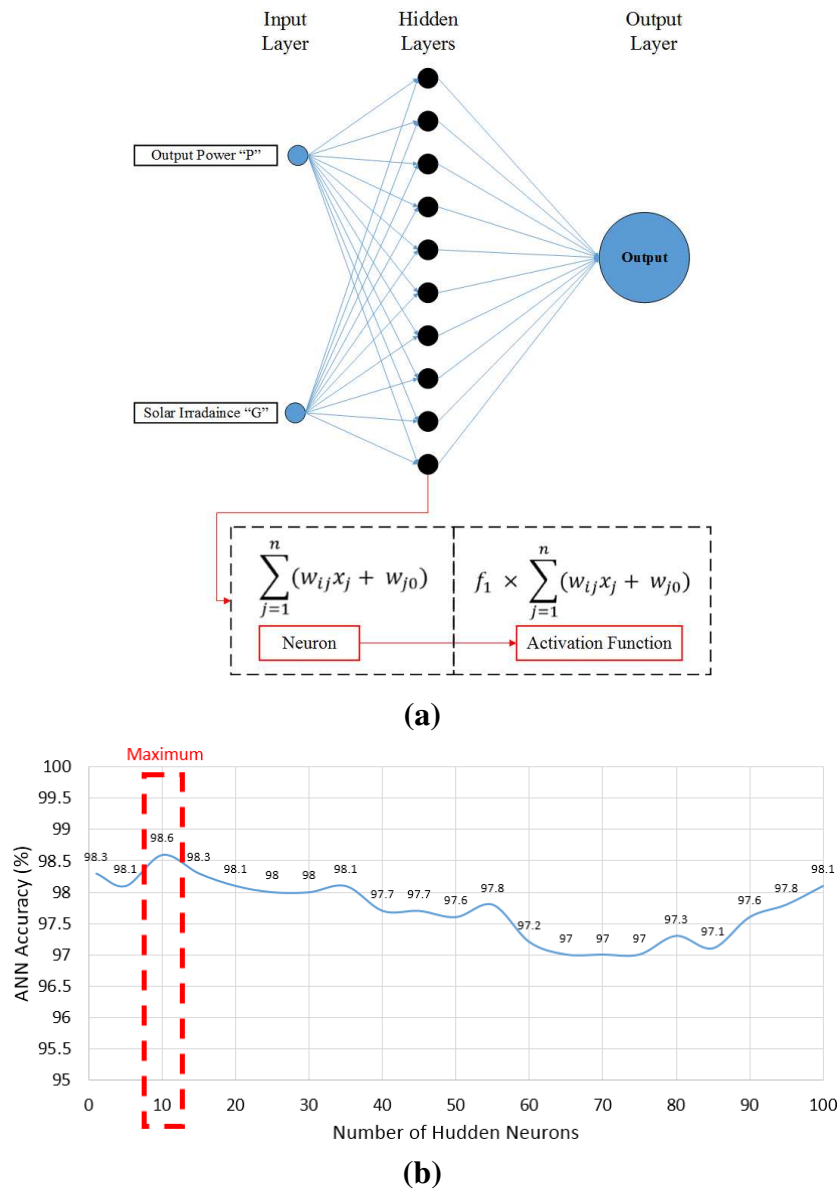 Input Layer
Hidden Layers
Output Layer
Output Power “P”
Output
Solar Irradaince “G”
n
∑ (w_{ij}x_j + w_{j0})
j=1
n
f_1 × ∑ (w_{ij}x_j + w_{j0})
j=1
Neuron
Activation Function
(a)
Maximum
100
99.5
99
98.5
98
97.5
97
96.5
96
95.5
95
ANN Accuracy (%)
98.3
98.1
98.6
98.3
98.1
98
98
98.1
97.7
97.7
97.6
97.8
97.2
97
97
97
97.3
97.1
97.6
97.8
98.1
0 10 20 30 40 50 60 70 80 90 100
Number of Hudden Neurons
(b)